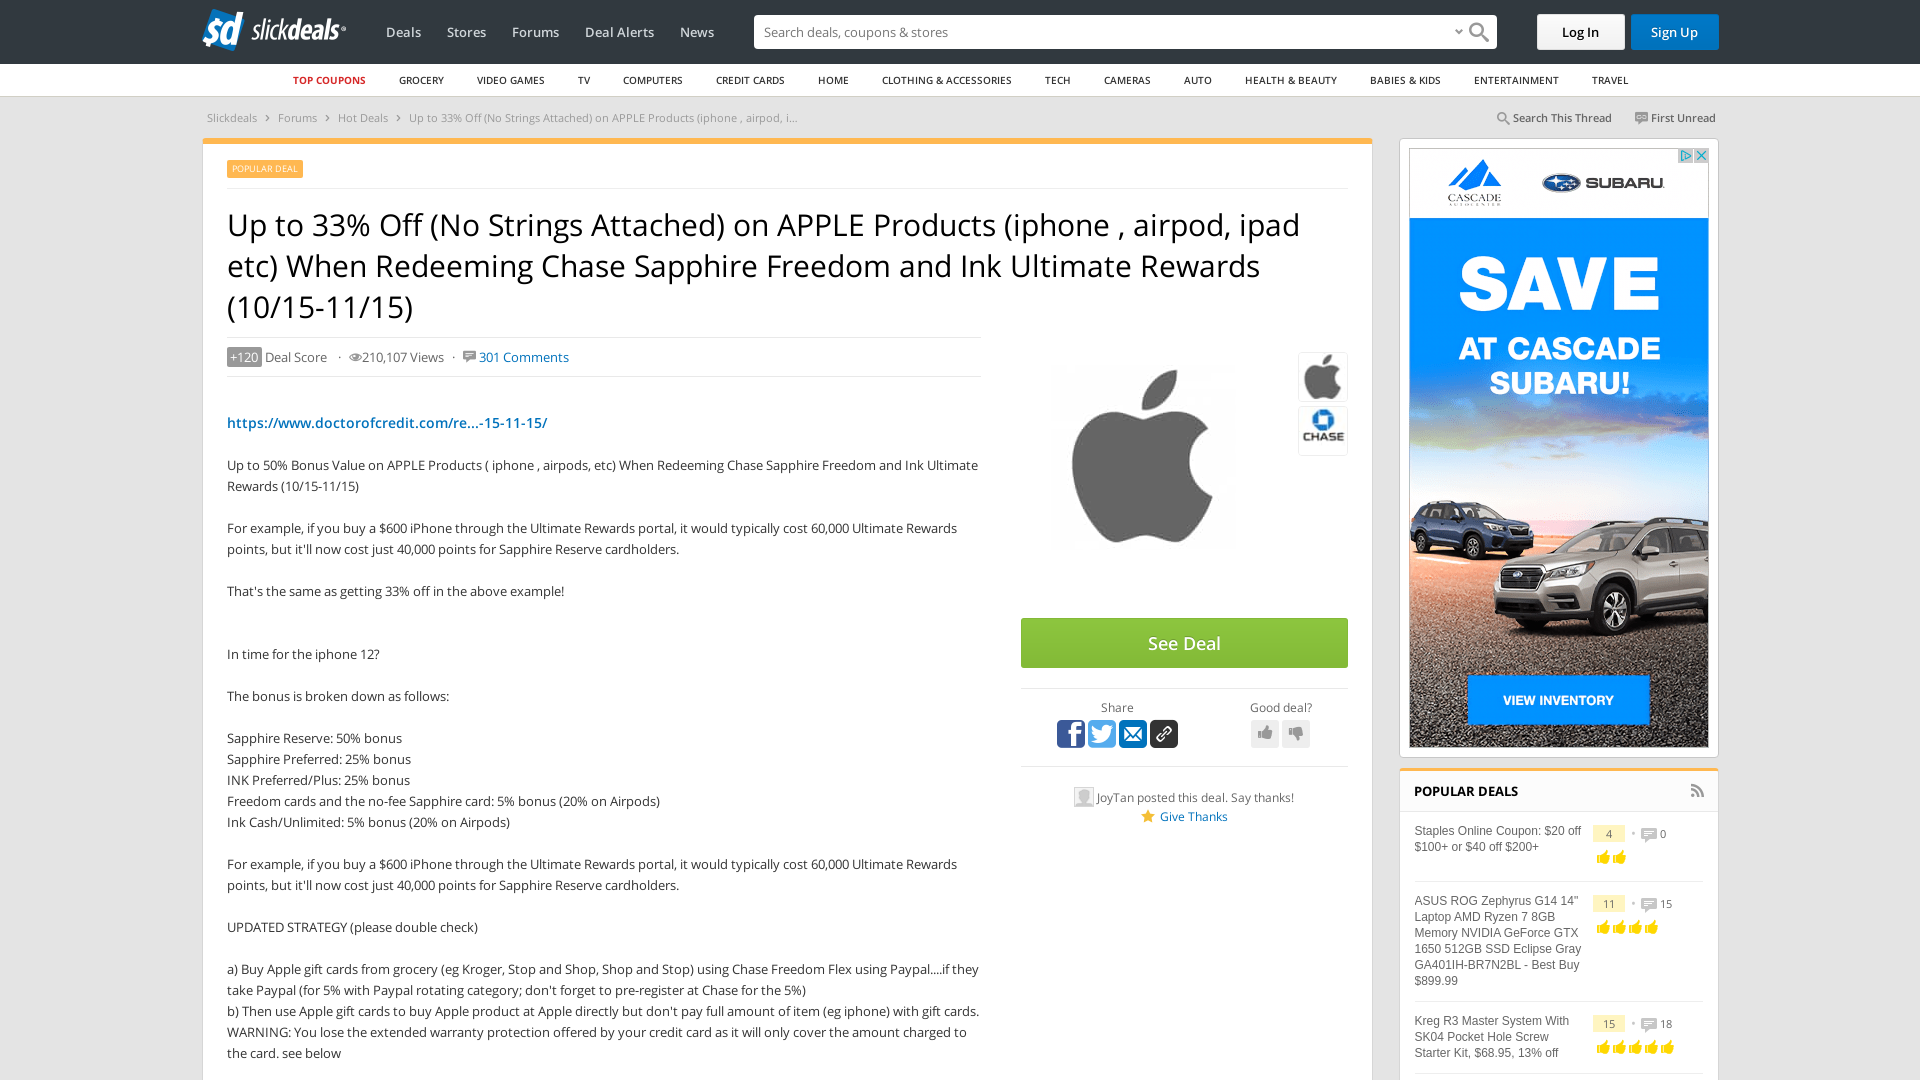 slickdeals
Deals
Stores
Forums
Deal Alerts
News
Search deals, coupons & stores
Log In
Sign Up
TOP COUPONS
GROCERY
VIDEO GAMES
TV
COMPUTERS
CREDIT CARDS
HOME
CLOTHING & ACCESSORIES
TECH
CAMERAS
AUTO
HEALTH & BEAUTY
BABIES & KIDS
ENTERTAINMENT
TRAVEL
Slickdeals › Forums › Hot Deals › Up to 33% Off (No Strings Attached) on APPLE Products (iphone , airpod, i...
Search This Thread
First Unread
POPULAR DEAL
Up to 33% Off (No Strings Attached) on APPLE Products (iphone , airpod, ipad
etc) When Redeeming Chase Sapphire Freedom and Ink Ultimate Rewards
(10/15-11/15)
+120 Deal Score · 210,107 Views · 301 Comments
https://www.doctorofcredit.com/re...-15-11-15/
Up to 50% Bonus Value on APPLE Products ( iphone , airpods, etc) When Redeeming Chase Sapphire Freedom and Ink Ultimate
Rewards (10/15-11/15)
For example, if you buy a $600 iPhone through the Ultimate Rewards portal, it would typically cost 60,000 Ultimate Rewards
points, but it'll now cost just 40,000 points for Sapphire Reserve cardholders.
That's the same as getting 33% off in the above example!
In time for the iphone 12?
The bonus is broken down as follows:
Sapphire Reserve: 50% bonus
Sapphire Preferred: 25% bonus
INK Preferred/Plus: 25% bonus
Freedom cards and the no-fee Sapphire card: 5% bonus (20% on Airpods)
Ink Cash/Unlimited: 5% bonus (20% on Airpods)
For example, if you buy a $600 iPhone through the Ultimate Rewards portal, it would typically cost 60,000 Ultimate Rewards
points, but it'll now cost just 40,000 points for Sapphire Reserve cardholders.
UPDATED STRATEGY (please double check)
a) Buy Apple gift cards from grocery (eg Kroger, Stop and Shop, Shop and Stop) using Chase Freedom Flex using Paypal....if they
take Paypal (for 5% with Paypal rotating category; don't forget to pre-register at Chase for the 5%)
b) Then use Apple gift cards to buy Apple product at Apple directly but don't pay full amount of item (eg iphone) with gift cards.
WARNING: You lose the extended warranty protection offered by your credit card as it will only cover the amount charged to
the card. see below
CHASE
See Deal
Share
Good deal?
JoyTan posted this deal. Say thanks!
Give Thanks
CASCADE
AUTOCENTER
SUBARU.
SAVE
AT CASCADE
SUBARU!
VIEW INVENTORY
POPULAR DEALS
Staples Online Coupon: $20 off
$100+ or $40 off $200+
4
0
ASUS ROG Zephyrus G14 14"
Laptop AMD Ryzen 7 8GB
Memory NVIDIA GeForce GTX
1650 512GB SSD Eclipse Gray
GA401IH-BR7N2BL - Best Buy
$899.99
11
15
Kreg R3 Master System With
SK04 Pocket Hole Screw
Starter Kit, $68.95, 13% off
15
18